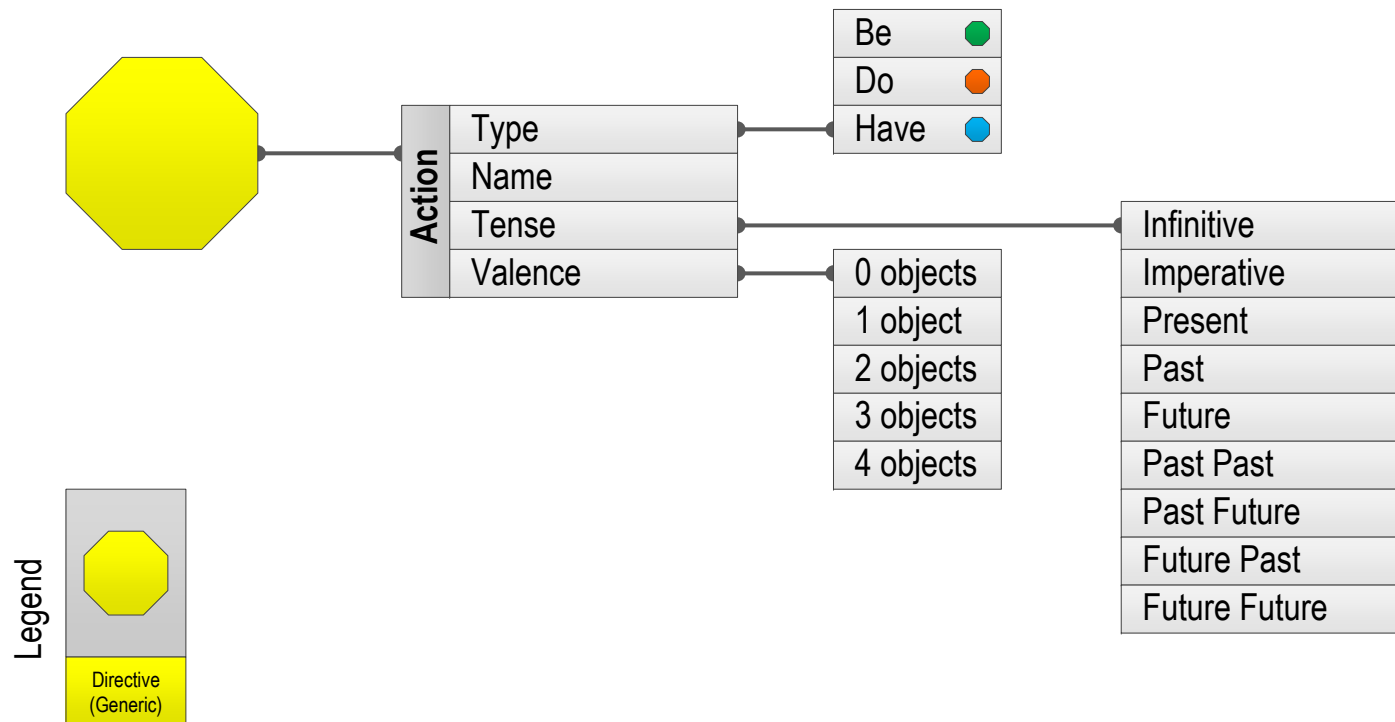 Be
Do
Have
Action
Type
Name
Tense
Valence
0 objects
1 object
2 objects
3 objects
4 objects
Infinitive
Imperative
Present
Past
Future
Past Past
Past Future
Future Past
Future Future
Legend
Directive
(Generic)